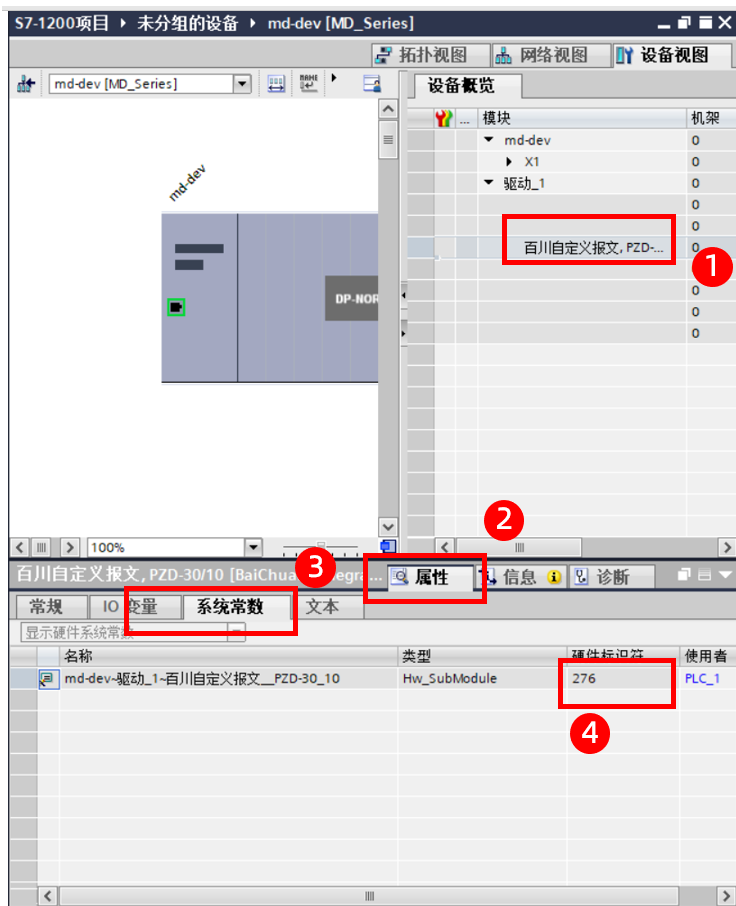 S7-1200项目 ▸ 未分组的设备 ▸ md-dev [MD_Series]
拓扑视图 网络视图 设备视图
md-dev [MD_Series]
设备概览
... 模块 机架
md-dev 0
X1 0
驱动_1 0
0
0
百川自定义报文, PZD-... 0
1
0
0
0
md-dev
DP-NOR
100%
2
百川自定义报文, PZD-30/10 [BaiChua
3
属性 信息 诊断
常规 IO 变量 系统常数 文本
显示硬件系统常数
名称 类型 硬件标识符 使用者
md-dev~驱动_1~百川自定义报文__PZD-30_10 Hw_SubModule 276 PLC_1
4